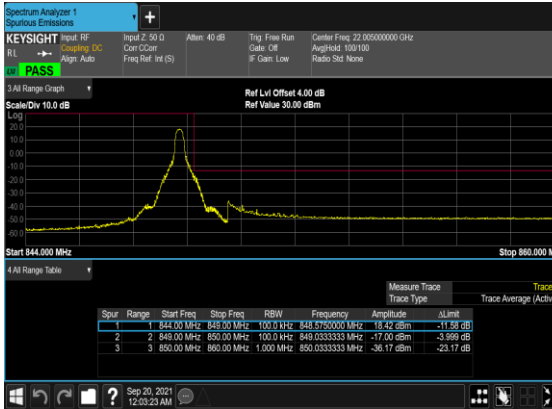 Spectrum Analyzer 1
Spurious Emissions
+
KEYSIGHT Input: RF Input Z: 50 Ω Atten: 40 dB Trig: Free Run Center Freq: 22.005000000 GHz
RL Coupling: DC Corr CCorr Gate: Off Avg|Hold: 100/100
Align: Auto Freq Ref: Int (S) IF Gain: Low Radio Std: None
PASS
3 All Range Graph
Ref Lvl Offset 4.00 dB
Scale/Div 10.0 dB Ref Value 30.00 dBm
Log
20.0
10.0
0.00
-10.0
-20.0
-30.0
-40.0
-50.0
-60.0
Start 844.000 MHz Stop 860.000 M
4 All Range Table
Measure Trace Trace
Trace Type Trace Average (Activ
Spur Range Start Freq Stop Freq RBW Frequency Amplitude ΔLimit
1 1 844.00 MHz 849.00 MHz 100.0 kHz 848.5750000 MHz 18.42 dBm -11.58 dB
2 2 849.00 MHz 850.00 MHz 100.0 kHz 849.0333333 MHz -17.00 dBm -3.999 dB
3 3 850.00 MHz 860.00 MHz 1.000 MHz 850.0333333 MHz -36.17 dBm -23.17 dB
? Sep 20, 2021
12:03:23 AM